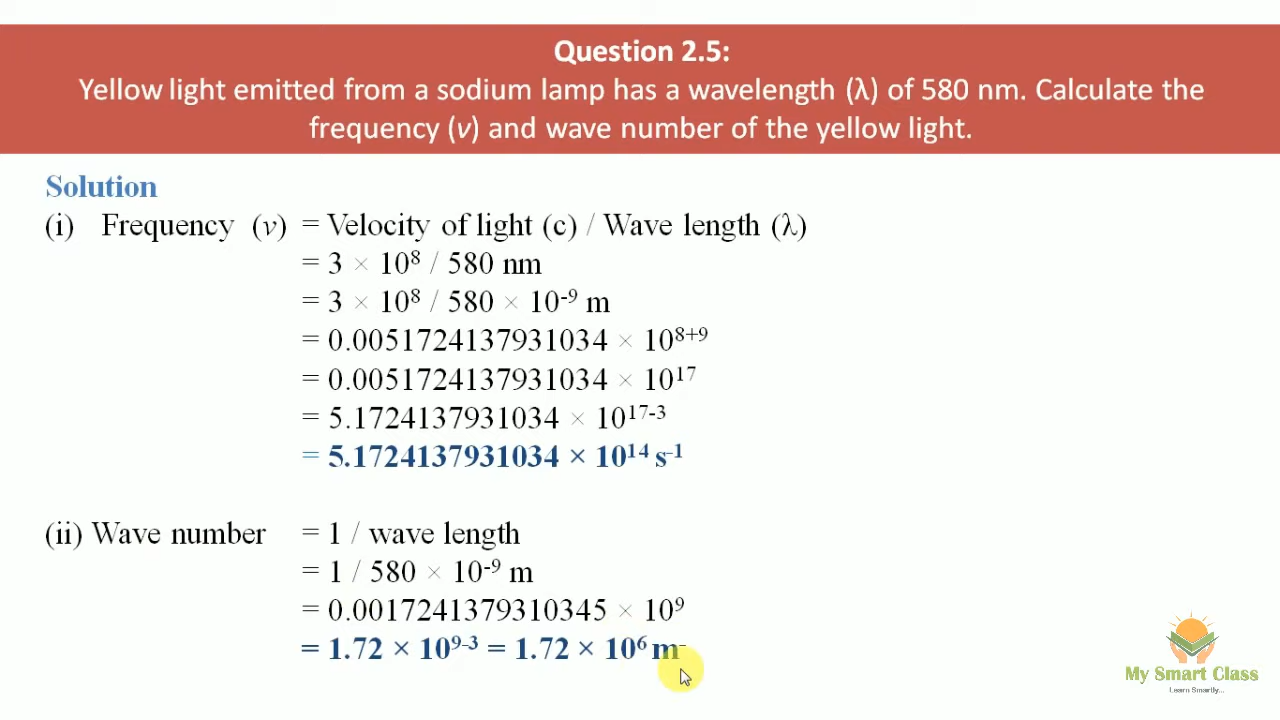 Question 2.5:
Yellow light emitted from a sodium lamp has a wavelength (λ) of 580 nm. Calculate the
frequency (ν) and wave number of the yellow light.
Solution
(i) Frequency (ν) = Velocity of light (c) / Wave length (λ)
= 3 × 10⁸ / 580 nm
= 3 × 10⁸ / 580 × 10⁻⁹ m
= 0.0051724137931034 × 10⁸⁺⁹
= 0.0051724137931034 × 10¹⁷
= 5.1724137931034 × 10¹⁷⁻³
= 5.1724137931034 × 10¹⁴ s⁻¹
(ii) Wave number = 1 / wave length
= 1 / 580 × 10⁻⁹ m
= 0.0017241379310345 × 10⁹
= 1.72 × 10⁹⁻³ = 1.72 × 10⁶ m⁻
My Smart Class
Learn Smartly...